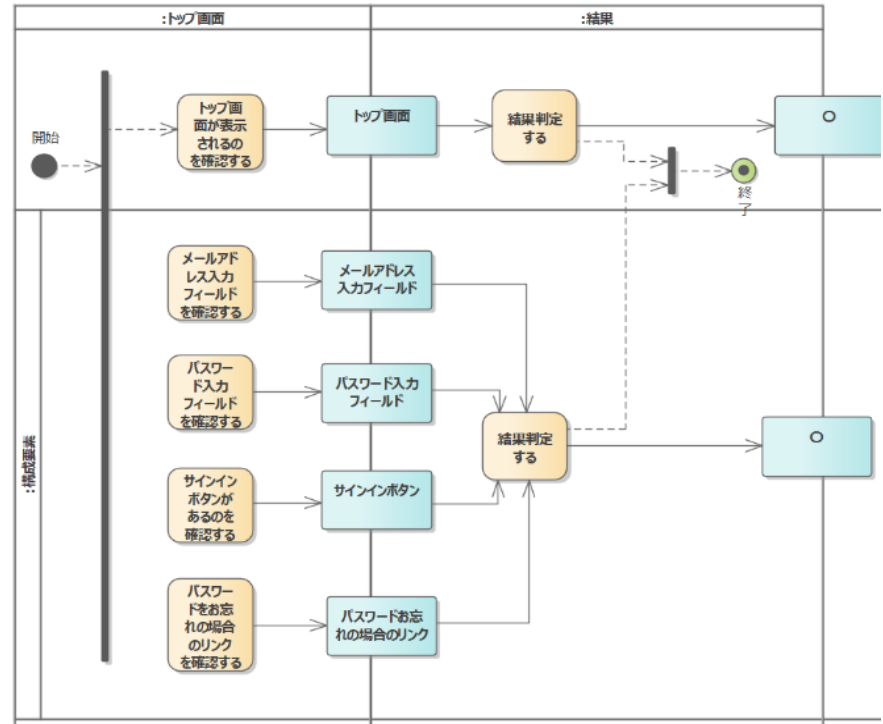 :トップ画面
:結果
開始
トップ画
面が表示
されるの
を確認する
トップ画面
結果判定
する
○
終
了
:構成要素
メールアド
レス入力
フィールド
を確認する
メールアドレス
入力フィールド
パスワー
ド入力
フィールド
を確認する
パスワード入力
フィールド
結果判定
する
○
サインイン
ボタンが
あるのを
確認する
サインインボタン
パスワー
ドをお忘
れの場合
のリンク
を確認する
パスワードお忘
れの場合のリンク